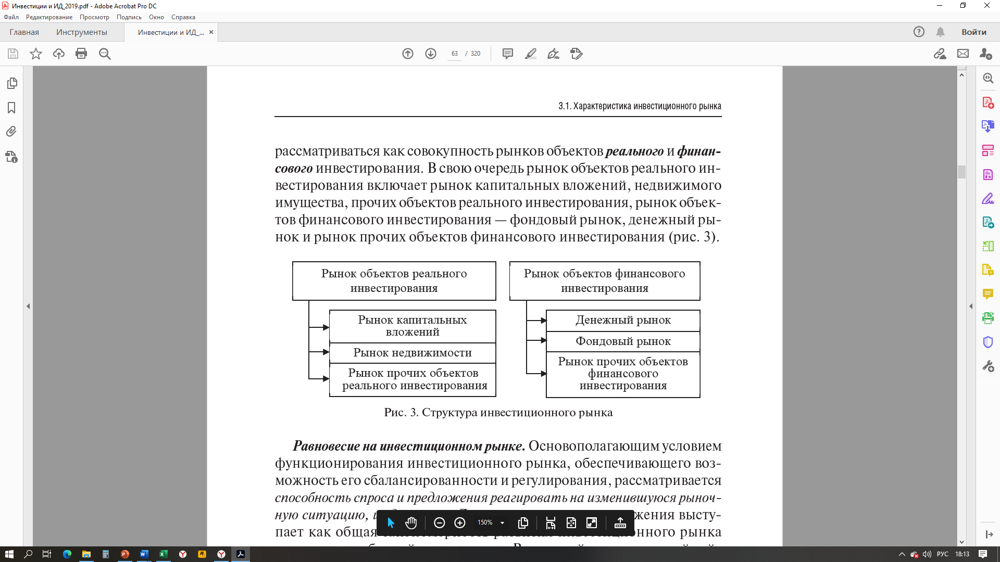 Инвестиции и ИД_2019.pdf - Adobe Acrobat Pro DC
Файл Редактирование Просмотр Подпись Окно Справка
Главная Инструменты Инвестиции и ИД_... × Войти
63 / 320
3.1. Характеристика инвестиционного рынка
рассматриваться как совокупность рынков объектов реального и финан-
сового инвестирования. В свою очередь рынок объектов реального ин-
вестирования включает рынок капитальных вложений, недвижимого
имущества, прочих объектов реального инвестирования, рынок объек-
тов финансового инвестирования — фондовый рынок, денежный ры-
нок и рынок прочих объектов финансового инвестирования (рис. 3).
Рынок объектов реального
инвестирования
Рынок капитальных
вложений
Рынок недвижимости
Рынок прочих объектов
реального инвестирования
Рынок объектов финансового
инвестирования
Денежный рынок
Фондовый рынок
Рынок прочих объектов
финансового
инвестирования
Рис. 3. Структура инвестиционного рынка
Равновесие на инвестиционном рынке. Основополагающим условием
функционирования инвестиционного рынка, обеспечивающего воз-
можность его сбалансированности и регулирования, рассматривается
способность спроса и предложения реагировать на изменившуюся рыноч-
ную ситуацию, жения высту-
пает как общая нного рынка
150%
РУС 18:13